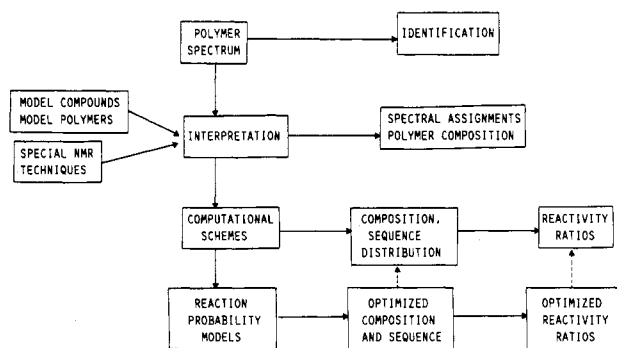 POLYMER
SPECTRUM
IDENTIFICATION
MODEL COMPOUNDS
MODEL POLYMERS
INTERPRETATION
SPECTRAL ASSIGNMENTS
POLYMER COMPOSITION
SPECIAL NMR
TECHNIQUES
COMPUTATIONAL
SCHEMES
COMPOSITION,
SEQUENCE
DISTRIBUTION
REACTIVITY
RATIOS
REACTION
PROBABILITY
MODELS
OPTIMIZED
COMPOSITION
AND SEQUENCE
OPTIMIZED
REACTIVITY
RATIOS